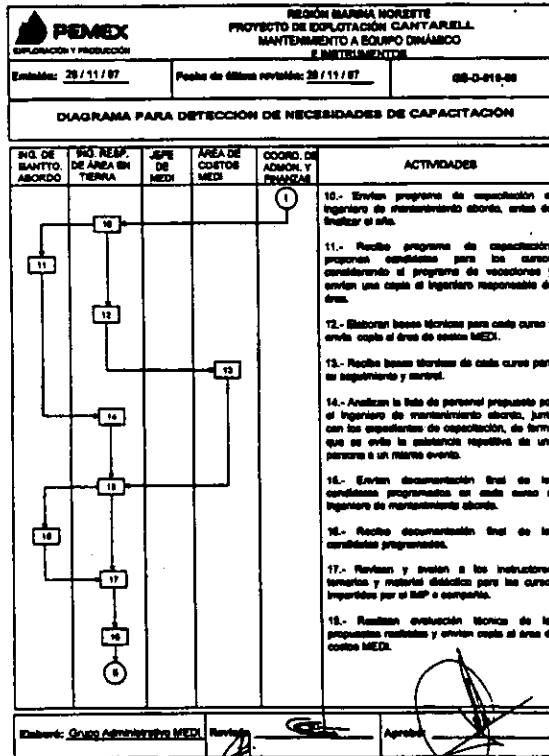 PEMEX
EXPLORACIÓN Y PRODUCCIÓN
REGIÓN MARINA NORESTE
PROYECTO DE EXPLOTACIÓN CANTARELL
MANTENIMIENTO A EQUIPO DINÁMICO
E INSTRUMENTOS
Emisión: 28 / 11 / 97
Fecha de última revisión: 28 / 11 / 97
DIAGRAMA PARA DETECCIÓN DE NECESIDADES DE CAPACITACIÓN
ING. DE
MANTTO.
ABORDO
ING. RESP.
DE ÁREA EN
TIERRA
JEFE
DE
MEDI
ÁREA DE
COSTOS
MEDI
COORD. DE
ADMON. Y
FINANZAS
ACTIVIDADES
1
10
11
12
13
14
15
16
17
10.- Envían programa de capacitación a
ingeniero de mantenimiento abordo, antes de
finalizar el año.
11.- Recibe programa de capacitación
proponen candidatos para los cursos
considerando el programa de vacaciones y
envían una copia al ingeniero responsable de
área.
12.- Elaboran bases técnicas para cada curso
envía copia al área de costos MEDI.
13.- Recibe bases técnicas de cada curso para
su seguimiento y control.
14.- Analizan la lista de personal propuesto por
el ingeniero de mantenimiento abordo, junto
con los expedientes de capacitación, de forma
que se evite la asistencia repetitiva de una
persona a un mismo evento.
15.- Envían documentación final de los
candidatos programados en cada curso a
ingeniero de mantenimiento abordo.
16.- Recibe documentación final de los
candidatos programados.
17.- Revisan y avalan a los instructores
temarios y material didáctico para los cursos
impartidos por el IMP o compañía.
18.- Realizan evaluación técnica de las
propuestas realizadas y envían copia al área de
costos MEDI.
Elaboró: Grupo Administrativo MEDI
Revisó:
Aprobó: